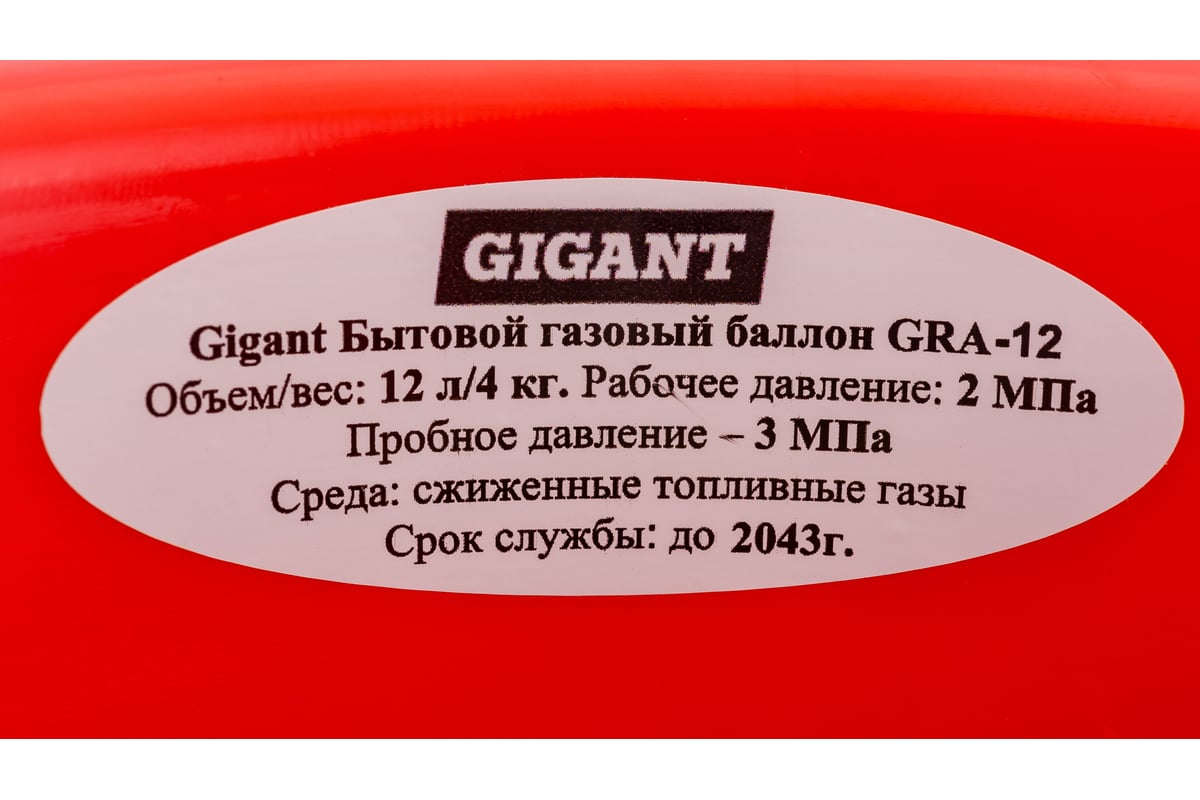 GIGANT
Gigant Бытовой газовый баллон GRA-12
Объем/вес: 12 л/4 кг. Рабочее давление: 2 МПа
Пробное давление – 3 МПа
Среда: сжиженные топливные газы
Срок службы: до 2043г.